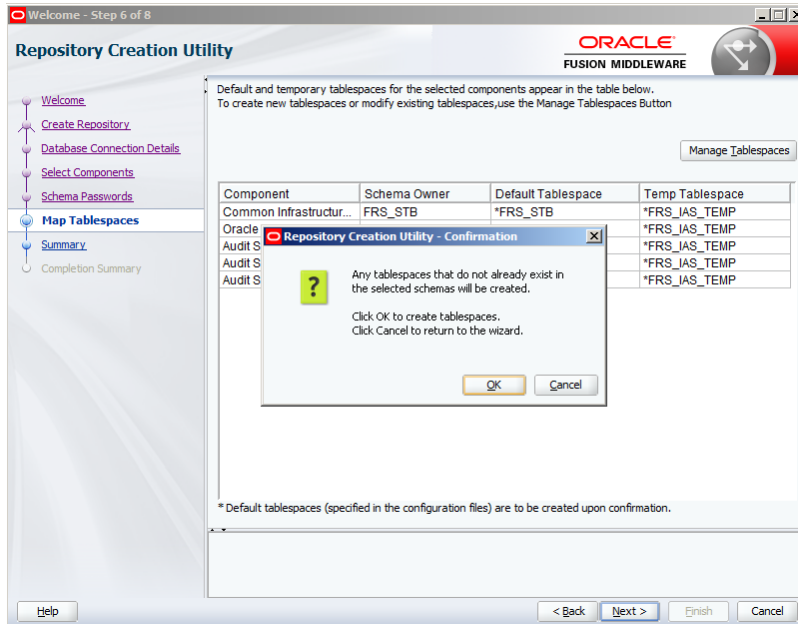 Welcome - Step 6 of 8
Repository Creation Utility
ORACLE
FUSION MIDDLEWARE
Welcome
Create Repository
Database Connection Details
Select Components
Schema Passwords
Map Tablespaces
Summary
Completion Summary
Default and temporary tablespaces for the selected components appear in the table below.
To create new tablespaces or modify existing tablespaces,use the Manage Tablespaces Button
Manage Tablespaces
Component Schema Owner Default Tablespace Temp Tablespace
Common Infrastructur... FRS_STB *FRS_STB *FRS_IAS_TEMP
Oracle *FRS_IAS_TEMP
Audit S *FRS_IAS_TEMP
Audit S *FRS_IAS_TEMP
Audit S *FRS_IAS_TEMP
Repository Creation Utility - Confirmation
Any tablespaces that do not already exist in
the selected schemas will be created.
Click OK to create tablespaces.
Click Cancel to return to the wizard.
OK Cancel
* Default tablespaces (specified in the configuration files) are to be created upon confirmation.
Help < Back Next > Finish Cancel